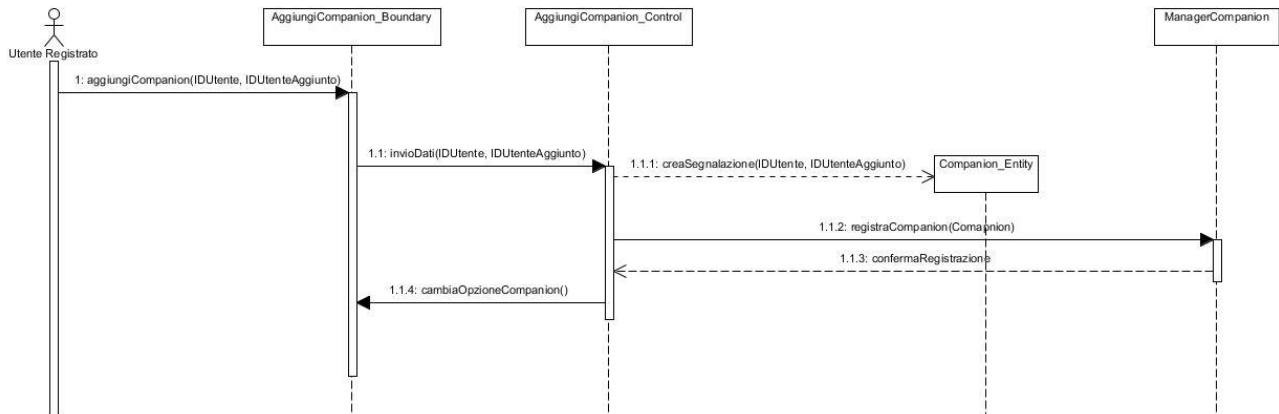 AggiungiCompanion_Boundary
AggiungiCompanion_Control
ManagerCompanion
Utente Registrato
1: aggiungiCompanion(IDUtente, IDUtenteAggiunto)
1.1: invioDati(IDUtente, IDUtenteAggiunto)
1.1.1: creaSegnalazione(IDUtente, IDUtenteAggiunto)
Companion_Entity
1.1.2: registraCompanion(Comapnion)
1.1.3: confermaRegistrazione
1.1.4: cambiaOpzioneCompanion()